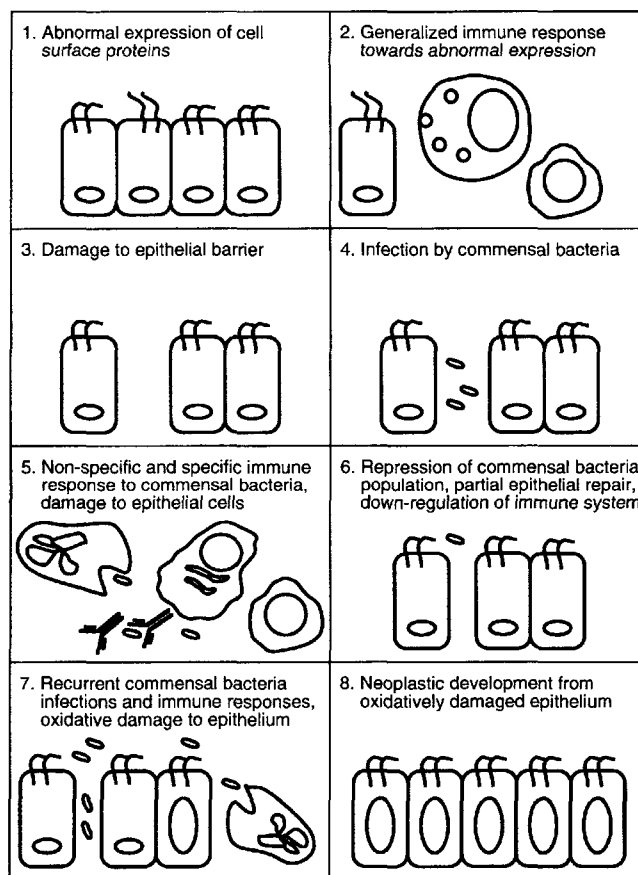 1. Abnormal expression of cell
surface proteins
2. Generalized immune response
towards abnormal expression
3. Damage to epithelial barrier
4. Infection by commensal bacteria
5. Non-specific and specific immune
response to commensal bacteria,
damage to epithelial cells
6. Repression of commensal bacteria
population, partial epithelial repair,
down-regulation of immune system
7. Recurrent commensal bacteria
infections and immune responses,
oxidative damage to epithelium
8. Neoplastic development from
oxidatively damaged epithelium